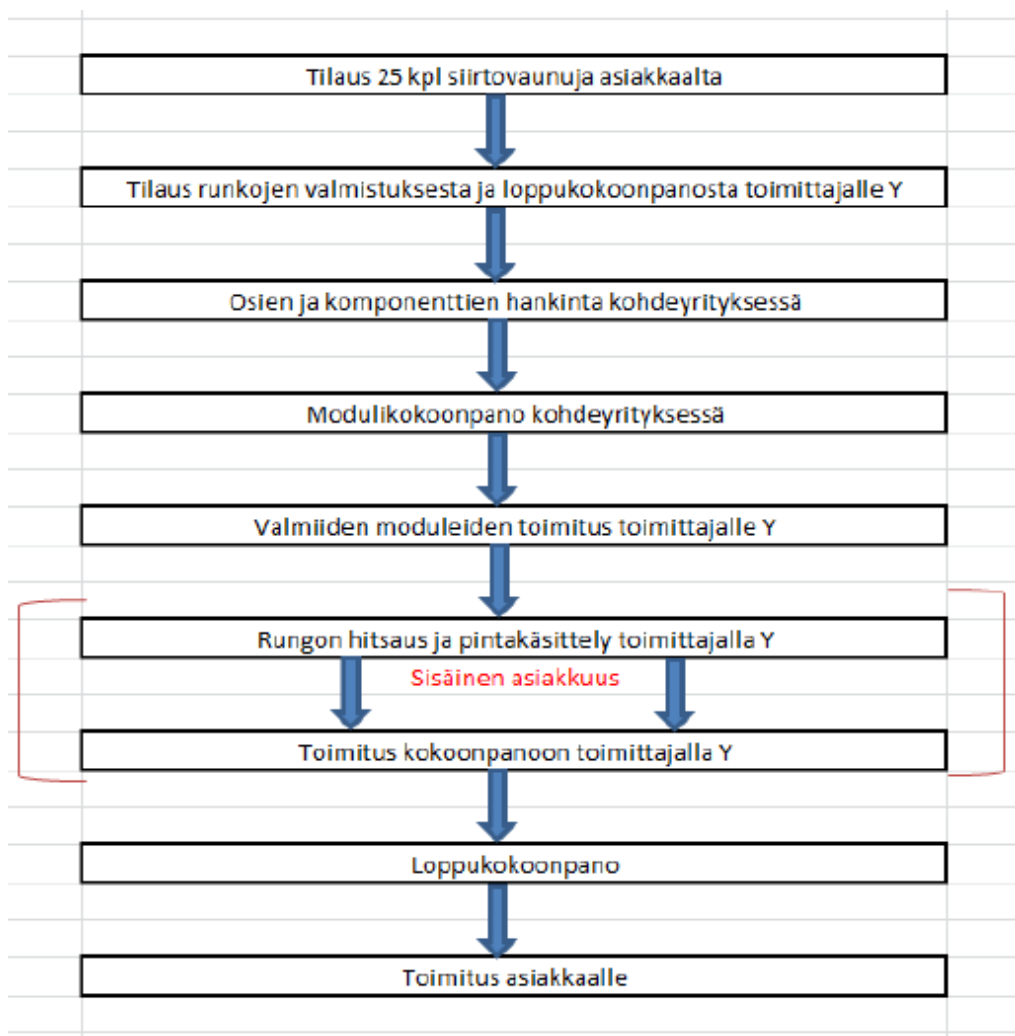 Tilaus 25 kpl siirtovaunuja asiakkaalta
Tilaus runkojen valmistuksesta ja loppukokoonpanosta toimittajalle Y
Osien ja komponenttien hankinta kohdeyrityksessä
Modulikokoonpano kohdeyrityksessä
Valmiiden moduleiden toimitus toimittajalle Y
Rungon hitsaus ja pintakäsittely toimittajalla Y
Sisäinen asiakkuus
Toimitus kokoonpanoon toimittajalla Y
Loppukokoonpano
Toimitus asiakkaalle